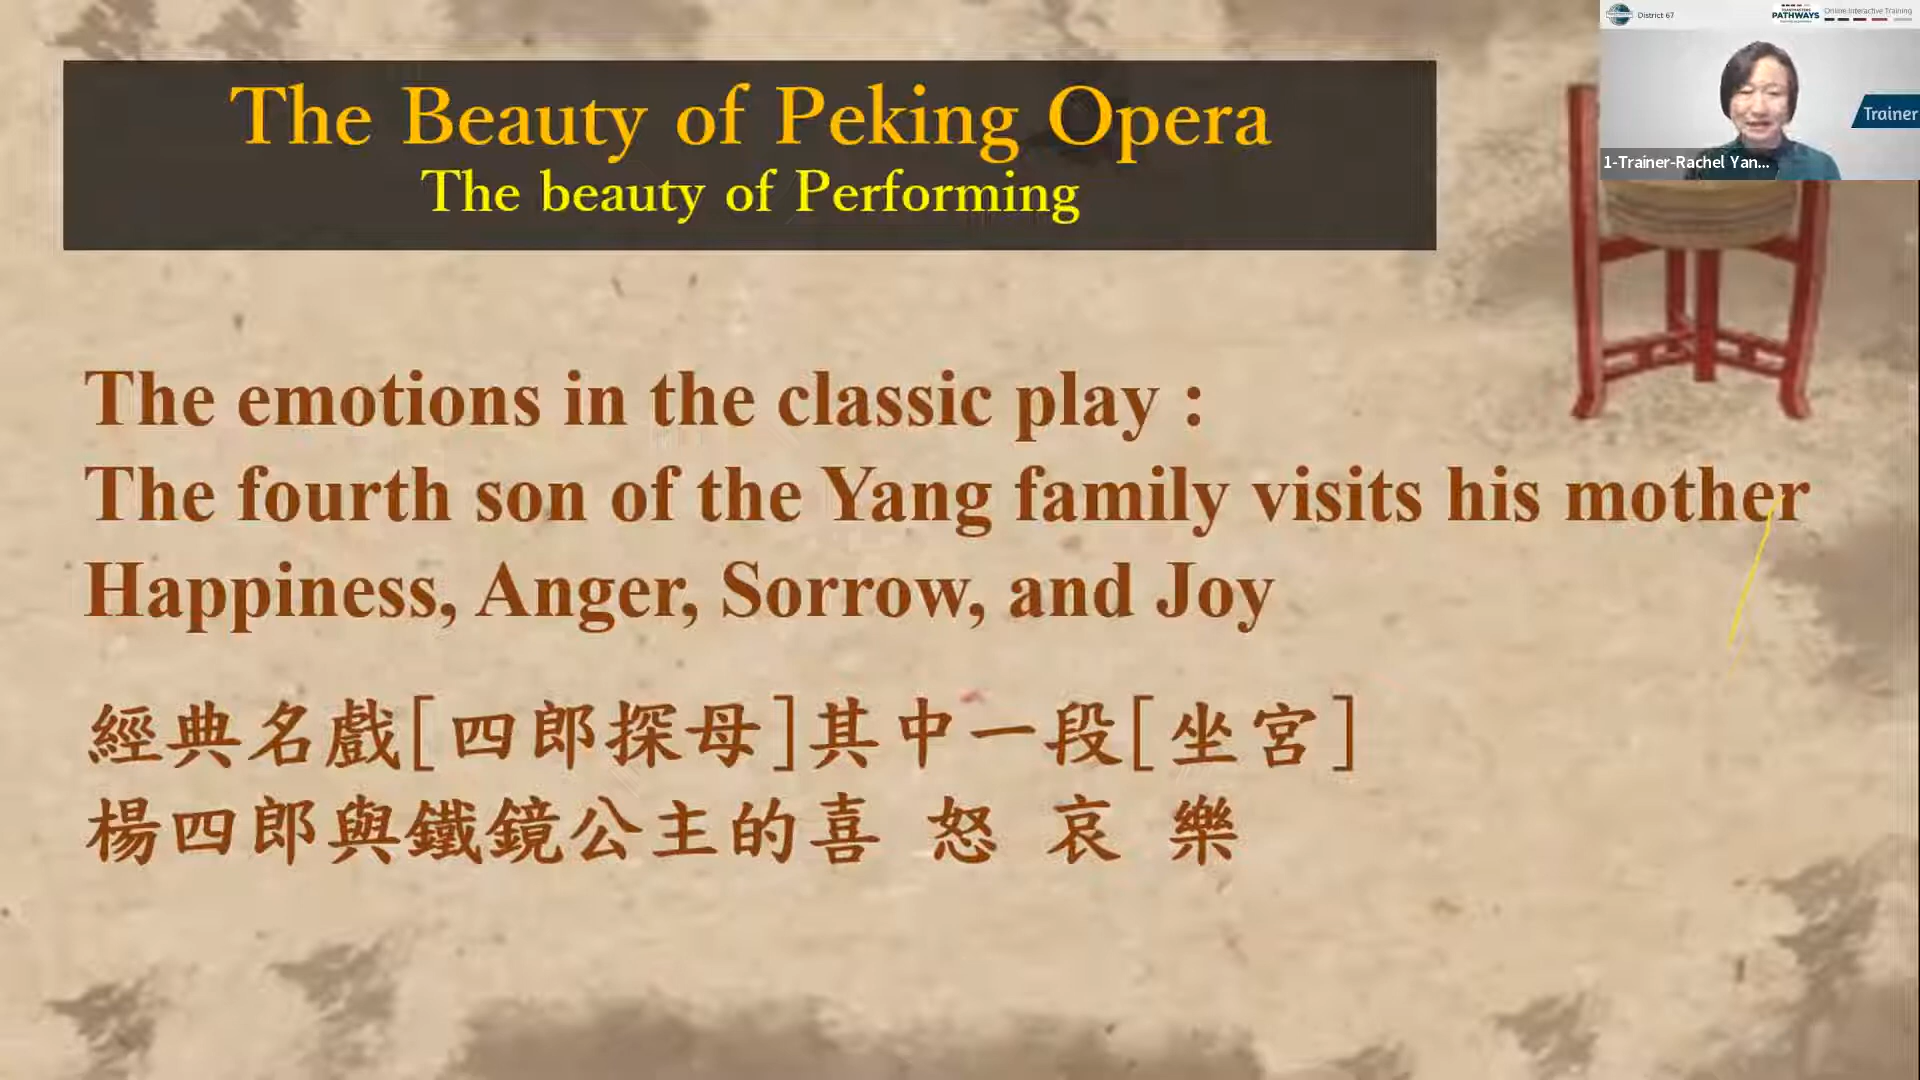 The Beauty of Peking Opera
The beauty of Performing
District 67
PATHWAYS
Online Interactive Training
Trainer
1-Trainer-Rachel Yan...
The emotions in the classic play :
The fourth son of the Yang family visits his mother
Happiness, Anger, Sorrow, and Joy
經典名戲[四郎探母]其中一段[坐宮]
楊四郎與鐵鏡公主的喜 怒 哀 樂